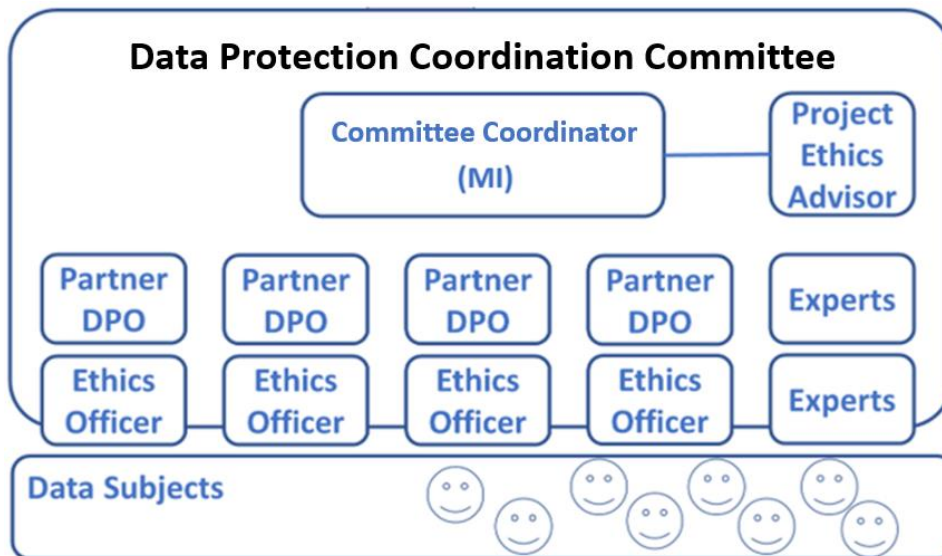 Data Protection Coordination Committee
Committee Coordinator
(MI)
Project
Ethics
Advisor
Partner
DPO
Partner
DPO
Partner
DPO
Partner
DPO
Experts
Ethics
Officer
Ethics
Officer
Ethics
Officer
Ethics
Officer
Experts
Data Subjects